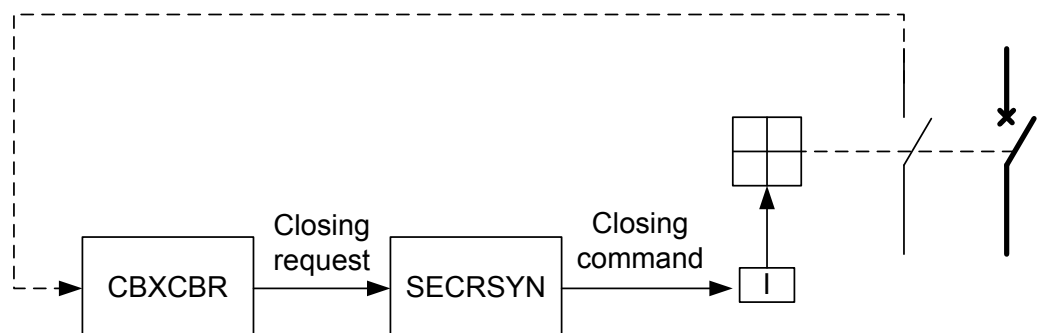 Closing
request
Closing
command
CBXCBR
SECRSYN
I